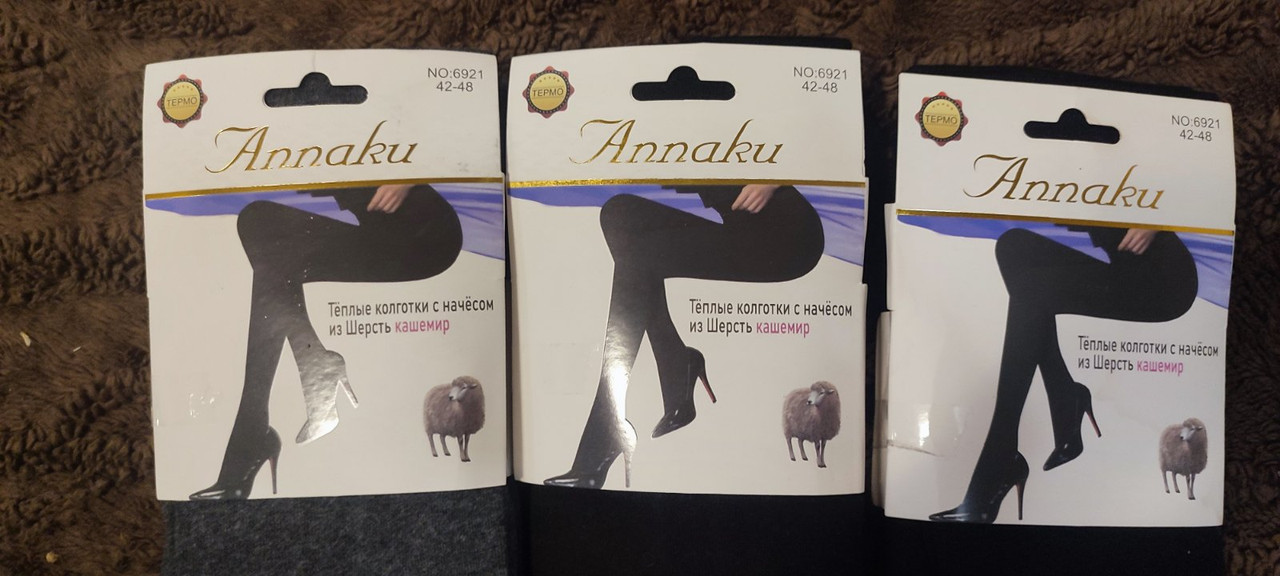 ТЕРМО
NO:6921
42-48
Annaku
Тёплые колготки с начёсом
из Шерсть кашемир
ТЕРМО
NO:6921
42-48
Annaku
Тёплые колготки с начёсом
из Шерсть кашемир
ТЕРМО
NO:6921
42-48
Annaku
Тёплые колготки с начёсом
из Шерсть кашемир